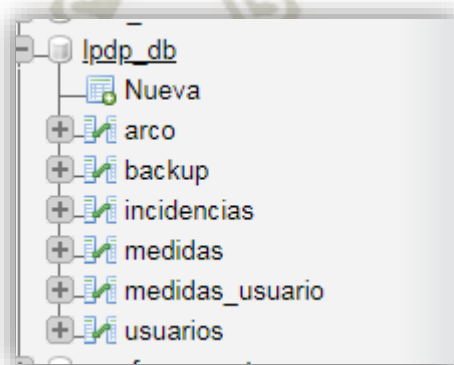 lpdp_db
Nueva
arco
backup
incidencias
medidas
medidas_usuario
usuarios